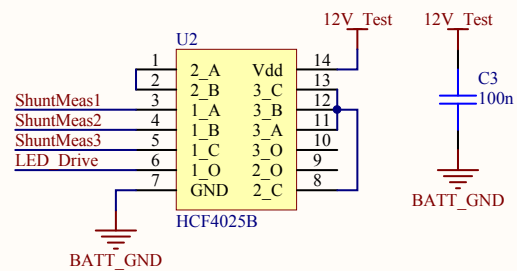 12V_Test
12V_Test
U2
1 2_A Vdd 14
2 2_B 3_C 13
ShuntMeas1 3 1_A 3_B 12
ShuntMeas2 4 1_B 3_A 11
ShuntMeas3 5 1_C 3_O 10
LED_Drive 6 1_O 2_O 9
7 GND 2_C 8
HCF4025B
BATT_GND
C3
100n
BATT_GND